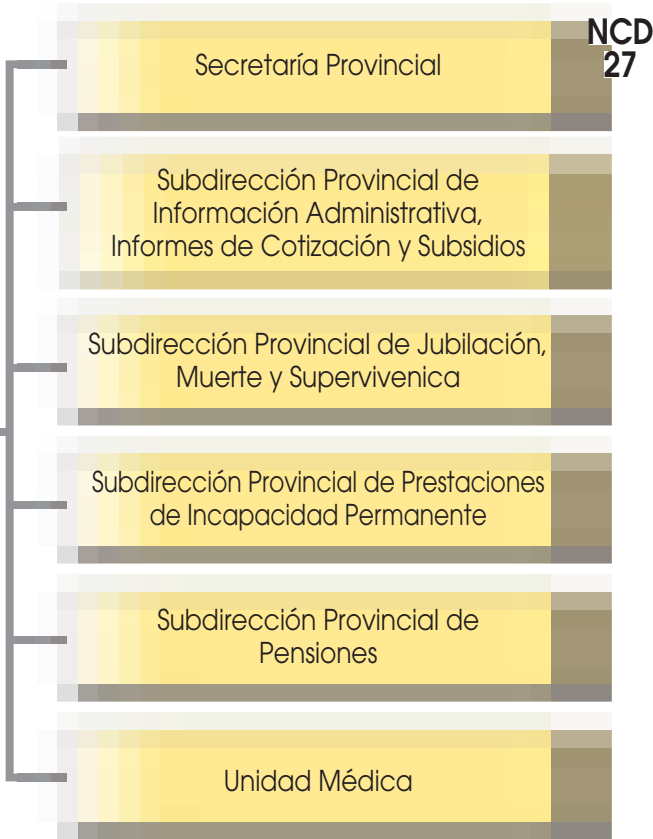 NCD
27
Secretaría Provincial
Subdirección Provincial de
Información Administrativa,
Informes de Cotización y Subsidios
Subdirección Provincial de Jubilación,
Muerte y Supervivenica
Subdirección Provincial de Prestaciones
de Incapacidad Permanente
Subdirección Provincial de
Pensiones
Unidad Médica